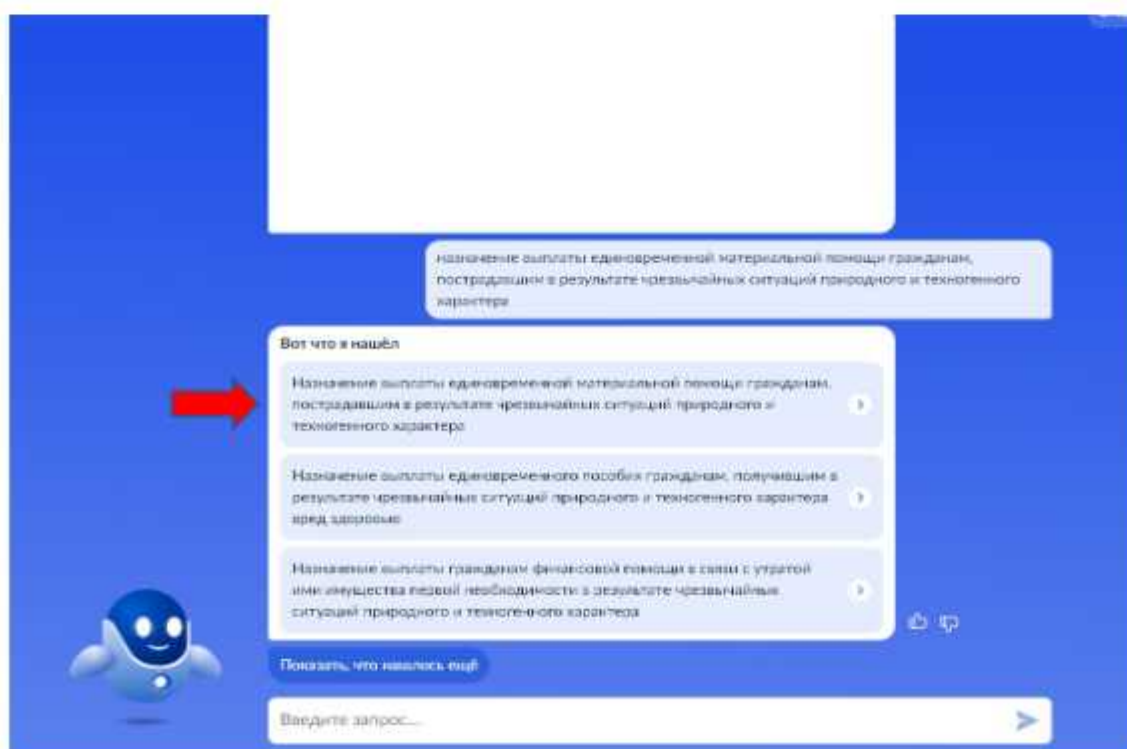 назначение выплаты единовременной материальной помощи гражданам,
пострадавшим в результате чрезвычайных ситуаций природного и техногенного
характера
Вот что я нашёл
Назначение выплаты единовременной материальной помощи гражданам,
пострадавшим в результате чрезвычайных ситуаций природного и
техногенного характера
Назначение выплаты единовременного пособия гражданам, получившим в
результате чрезвычайных ситуаций природного и техногенного характера
вред здоровью
Назначение выплаты гражданам финансовой помощи в связи с утратой
ими имущества первой необходимости в результате чрезвычайных
ситуаций природного и техногенного характера
Показать, что нашлось ещё
Введите запрос...